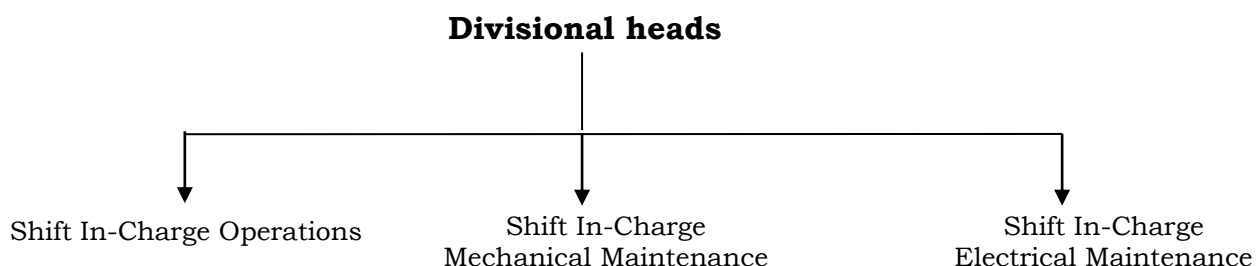 Divisional heads
Shift In-Charge Operations
Shift In-Charge
Mechanical Maintenance
Shift In-Charge
Electrical Maintenance